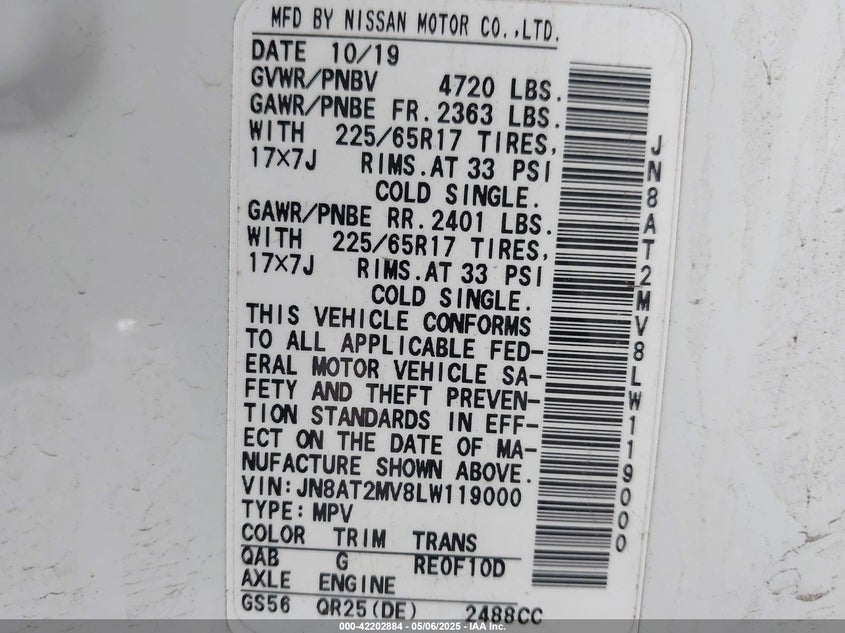 MFD BY NISSAN MOTOR CO.,LTD.
DATE 10/19
GVWR/PNBV 4720 LBS.
GAWR/PNBE FR. 2363 LBS.
WITH 225/65R17 TIRES,
17×7J RIMS. AT 33 PSI
COLD SINGLE.
GAWR/PNBE RR. 2401 LBS.
WITH 225/65R17 TIRES,
17×7J RIMS. AT 33 PSI
COLD SINGLE.
THIS VEHICLE CONFORMS
TO ALL APPLICABLE FED-
ERAL MOTOR VEHICLE SA-
FETY AND THEFT PREVEN-
TION STANDARDS IN EFF-
ECT ON THE DATE OF MA-
NUFACTURE SHOWN ABOVE.
VIN: JN8AT2MV8LW119000
TYPE: MPV
COLOR TRIM TRANS
QAB G RE0F10D
AXLE ENGINE
GS56 QR25(DE) 2488CC
JN8AT2MV8LW119000
000-42202884 - 05/06/2025 - IAA Inc.